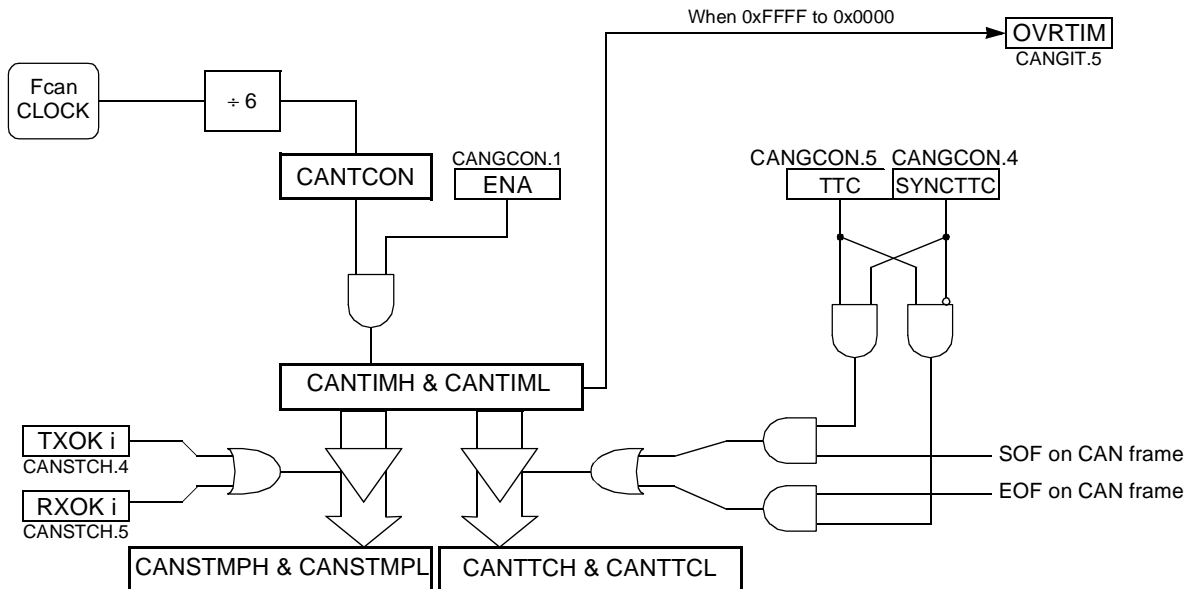 When 0xFFFF to 0x0000
OVRTIM
CANGIT.5
Fcan
CLOCK
÷ 6
CANTCON
CANGCON.1
ENA
CANGCON.5 CANGCON.4
TTC SYNCTTC
CANTIMH & CANTIML
TXOK i
CANSTCH.4
RXOK i
CANSTCH.5
SOF on CAN frame
EOF on CAN frame
CANSTMPH & CANSTMPL
CANTTCH & CANTTCL